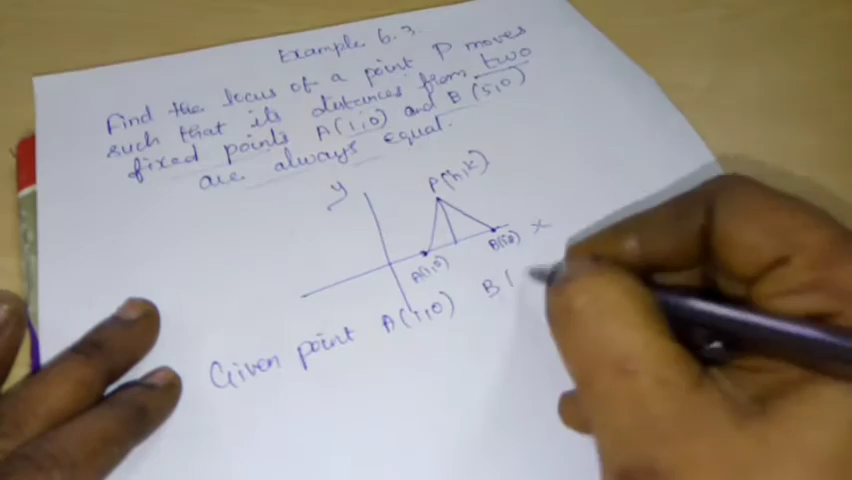 Example 6.3
Find the locus of a point P moves
such that its distances from two
fixed points A(1,0) and B(5,0)
are always equal.
y
P(h,k)
x
A(1,0)
B(5,0)
Given point A(1,0) B(